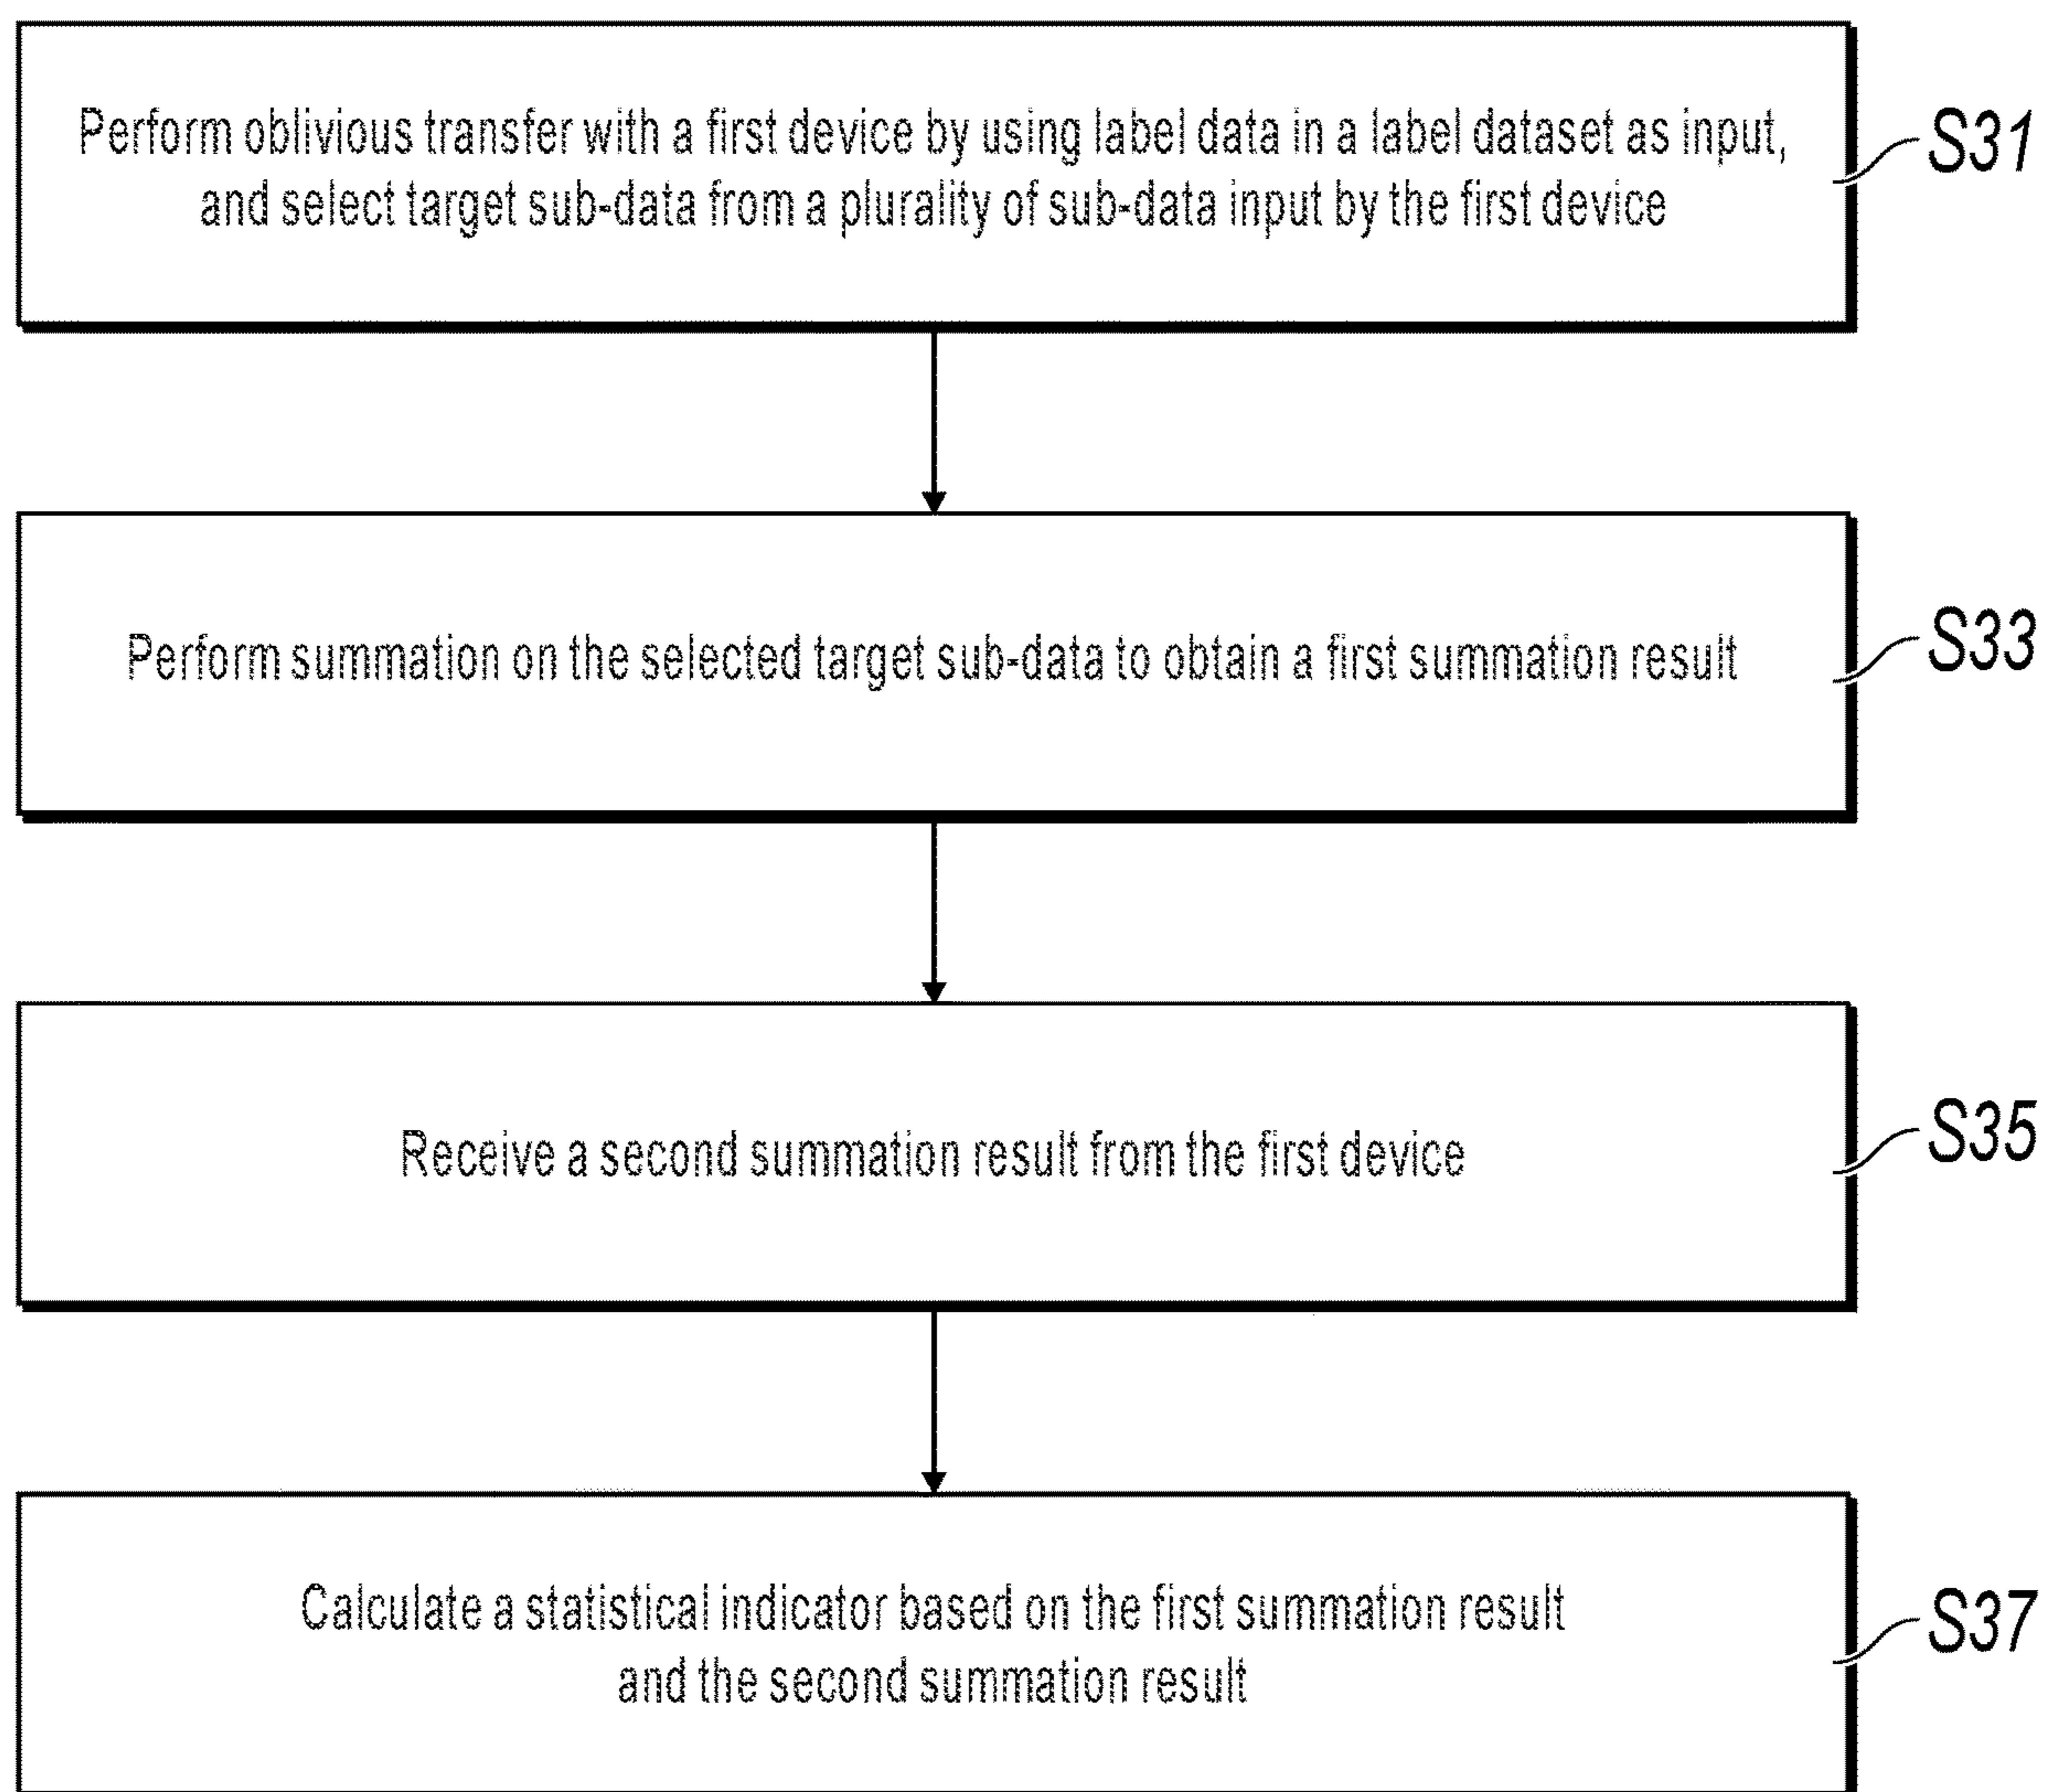 Perform oblivious transfer with a first device by using label data in a label dataset as input,
and select target sub-data from a plurality of sub-data input by the first device
S31
Perform summation on the selected target sub-data to obtain a first summation result
S33
Receive a second summation result from the first device
S35
Calculate a statistical indicator based on the first summation result
and the second summation result
S37